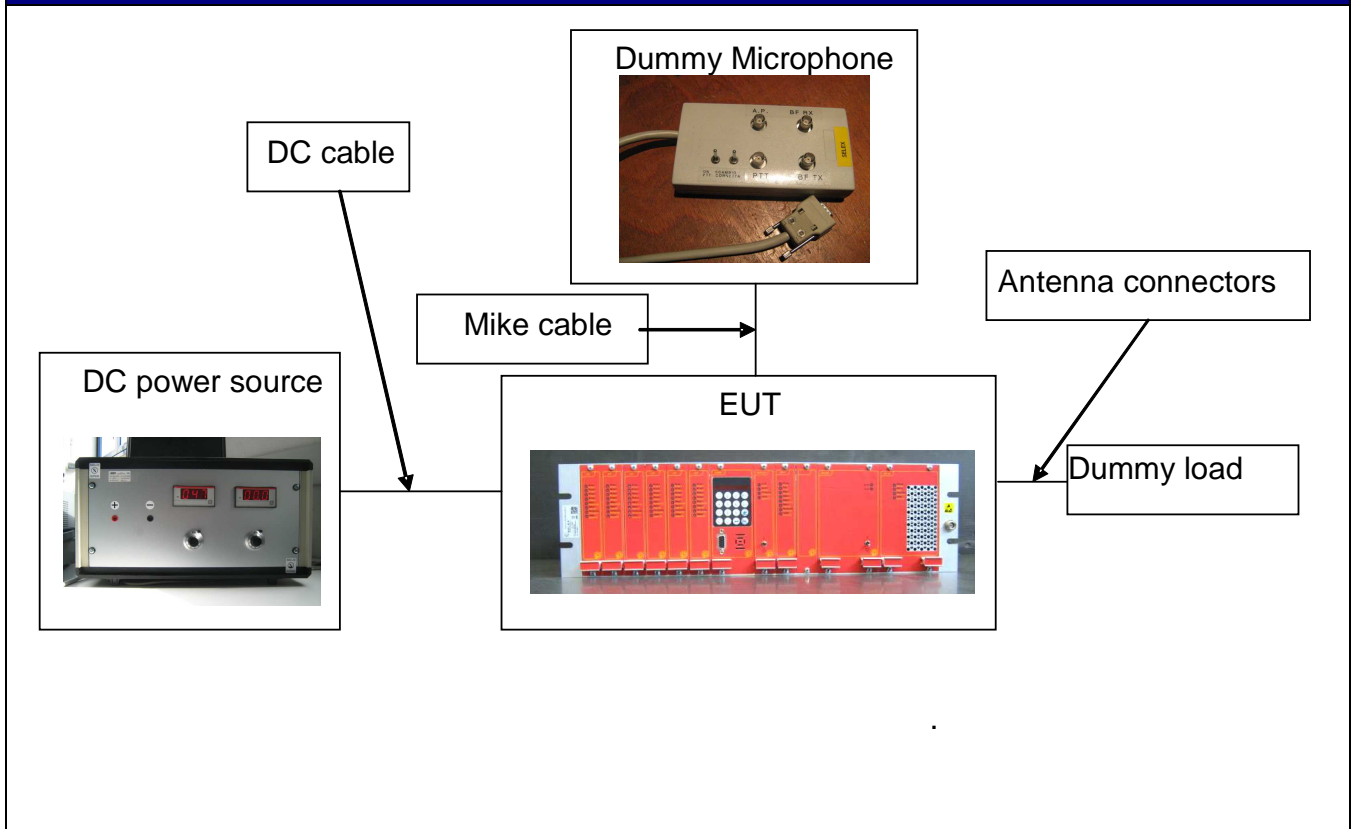 Dummy Microphone
A.P.
BF RX
SELEX
PTT
BF TX
DC cable
Mike cable
Antenna connectors
DC power source
EUT
Dummy load